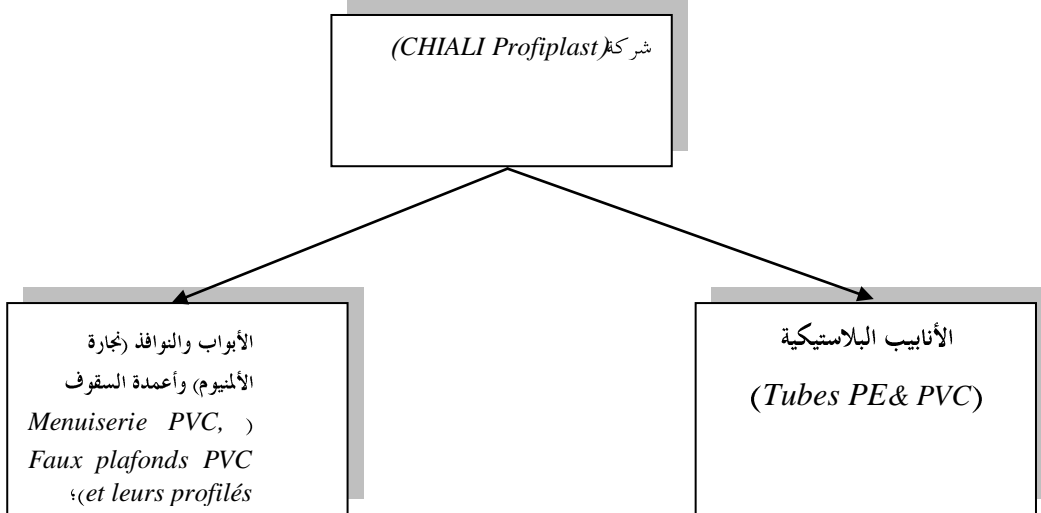 شركة(CHIALI Profiplast)
الأنابيب البلاستيكية
(Tubes PE& PVC)
الأبواب والنوافذ (نجارة
الألمنيوم) وأعمدة السقوف
( Menuiserie PVC,
Faux plafonds PVC
et leurs profilés)؛